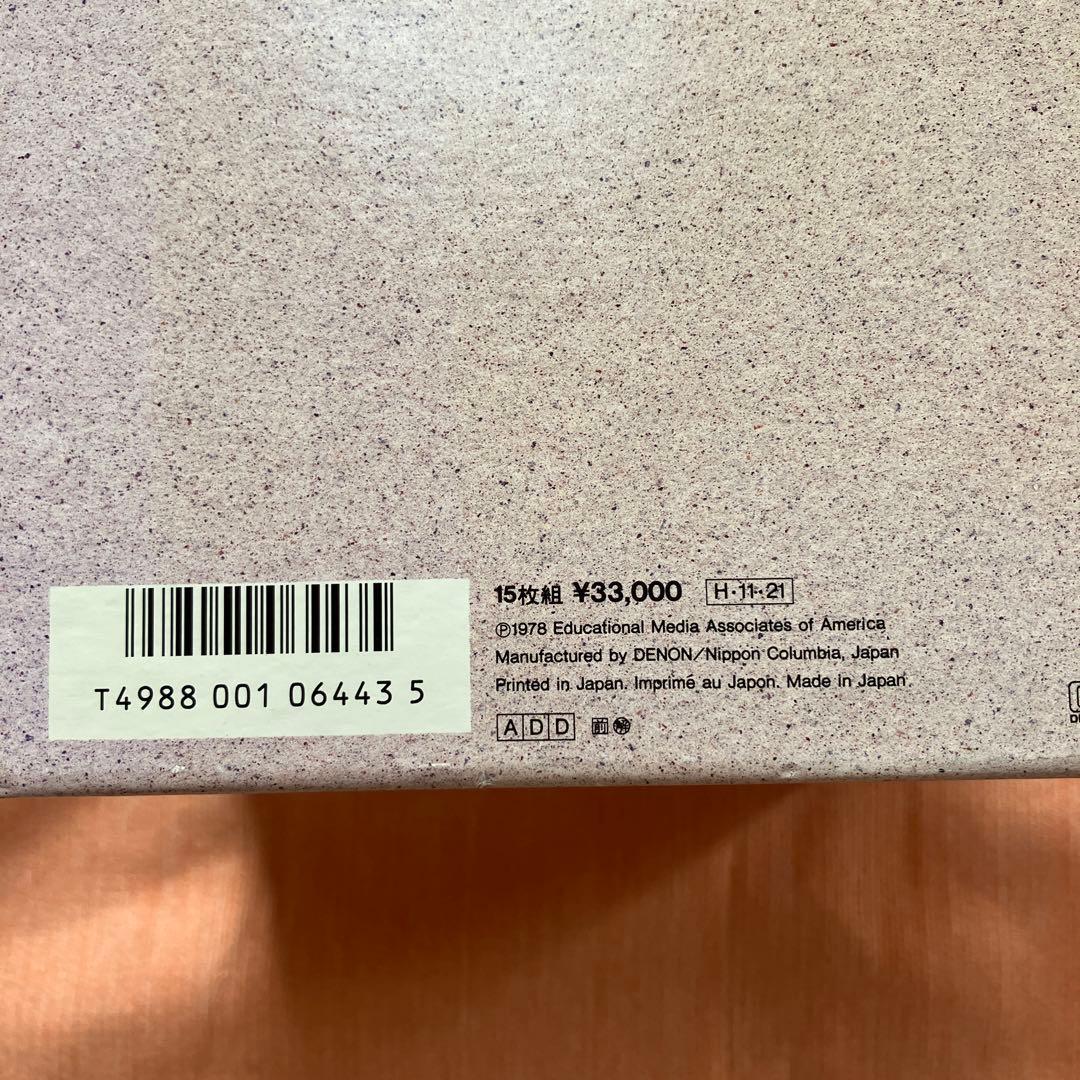 T4988 001 06443 5
15枚組 ¥33,000 H・11・21
Ⓟ1978 Educational Media Associates of America
Manufactured by DENON/Nippon Columbia, Japan
Printed in Japan. Imprimé au Japon. Made in Japan.
ADD